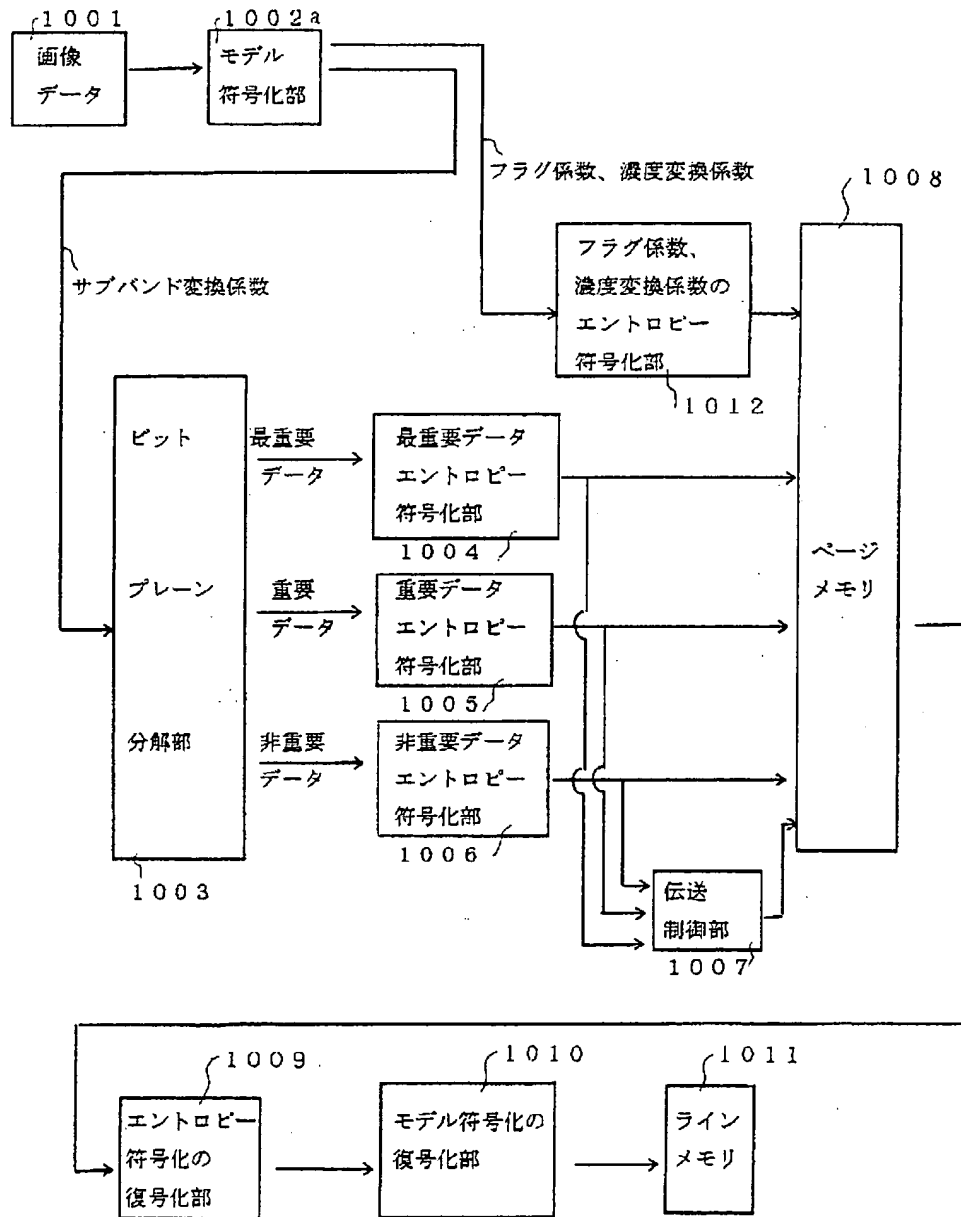 1001
画像
データ
1002a
モデル
符号化部
フラグ係数、濃度変換係数
サブバンド変換係数
1008
フラグ係数、
濃度変換係数の
エントロピー
符号化部
1012
ページ
メモリ
ビット
プレーン
分解部
1003
最重要
データ
最重要データ
エントロピー
符号化部
1004
重要
データ
重要データ
エントロピー
符号化部
1005
非重要
データ
非重要データ
エントロピー
符号化部
1006
伝送
制御部
1007
1009
エントロピー
符号化の
復号化部
1010
モデル符号化の
復号化部
1011
ライン
メモリ